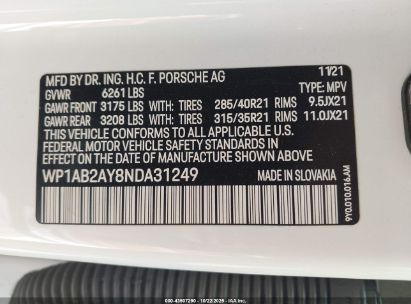 MFD BY DR. ING. H.C. F. PORSCHE AG 11/21
GVWR 6261 LBS TYPE: MPV
GAWR FRONT 3175 LBS WITH: TIRES 285/40R21 RIMS 9.5JX21
GAWR REAR 3208 LBS WITH: TIRES 315/35R21 RIMS 11.0JX21
THIS VEHICLE CONFORMS TO ALL APPLICABLE U.S.
FEDERAL MOTOR VEHICLE SAFETY STANDARDS IN
EFFECT ON THE DATE OF MANUFACTURE SHOWN ABOVE.
WP1AB2AY8NDA31249 MADE IN SLOVAKIA
9Y0.010.016.AM